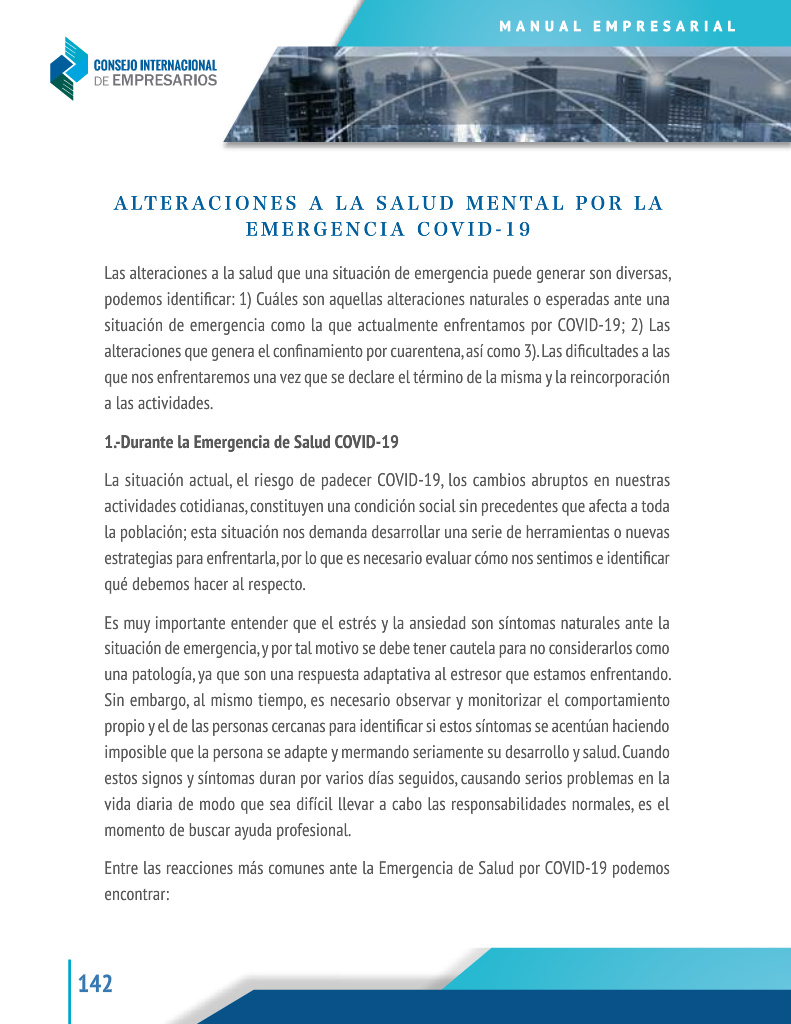 MANUAL EMPRESARIAL
CONSEJO INTERNACIONAL
DE EMPRESARIOS
ALTERACIONES A LA SALUD MENTAL POR LA
EMERGENCIA COVID-19
Las alteraciones a la salud que una situación de emergencia puede generar son diversas,
podemos identificar: 1) Cuáles son aquellas alteraciones naturales o esperadas ante una
situación de emergencia como la que actualmente enfrentamos por COVID-19; 2) Las
alteraciones que genera el confinamiento por cuarentena, así como 3). Las dificultades a las
que nos enfrentaremos una vez que se declare el término de la misma y la reincorporación
a las actividades.
1.-Durante la Emergencia de Salud COVID-19
La situación actual, el riesgo de padecer COVID-19, los cambios abruptos en nuestras
actividades cotidianas, constituyen una condición social sin precedentes que afecta a toda
la población; esta situación nos demanda desarrollar una serie de herramientas o nuevas
estrategias para enfrentarla, por lo que es necesario evaluar cómo nos sentimos e identificar
qué debemos hacer al respecto.
Es muy importante entender que el estrés y la ansiedad son síntomas naturales ante la
situación de emergencia, y por tal motivo se debe tener cautela para no considerarlos como
una patología, ya que son una respuesta adaptativa al estresor que estamos enfrentando.
Sin embargo, al mismo tiempo, es necesario observar y monitorizar el comportamiento
propio y el de las personas cercanas para identificar si estos síntomas se acentúan haciendo
imposible que la persona se adapte y mermando seriamente su desarrollo y salud. Cuando
estos signos y síntomas duran por varios días seguidos, causando serios problemas en la
vida diaria de modo que sea difícil llevar a cabo las responsabilidades normales, es el
momento de buscar ayuda profesional.
Entre las reacciones más comunes ante la Emergencia de Salud por COVID-19 podemos
encontrar:
142